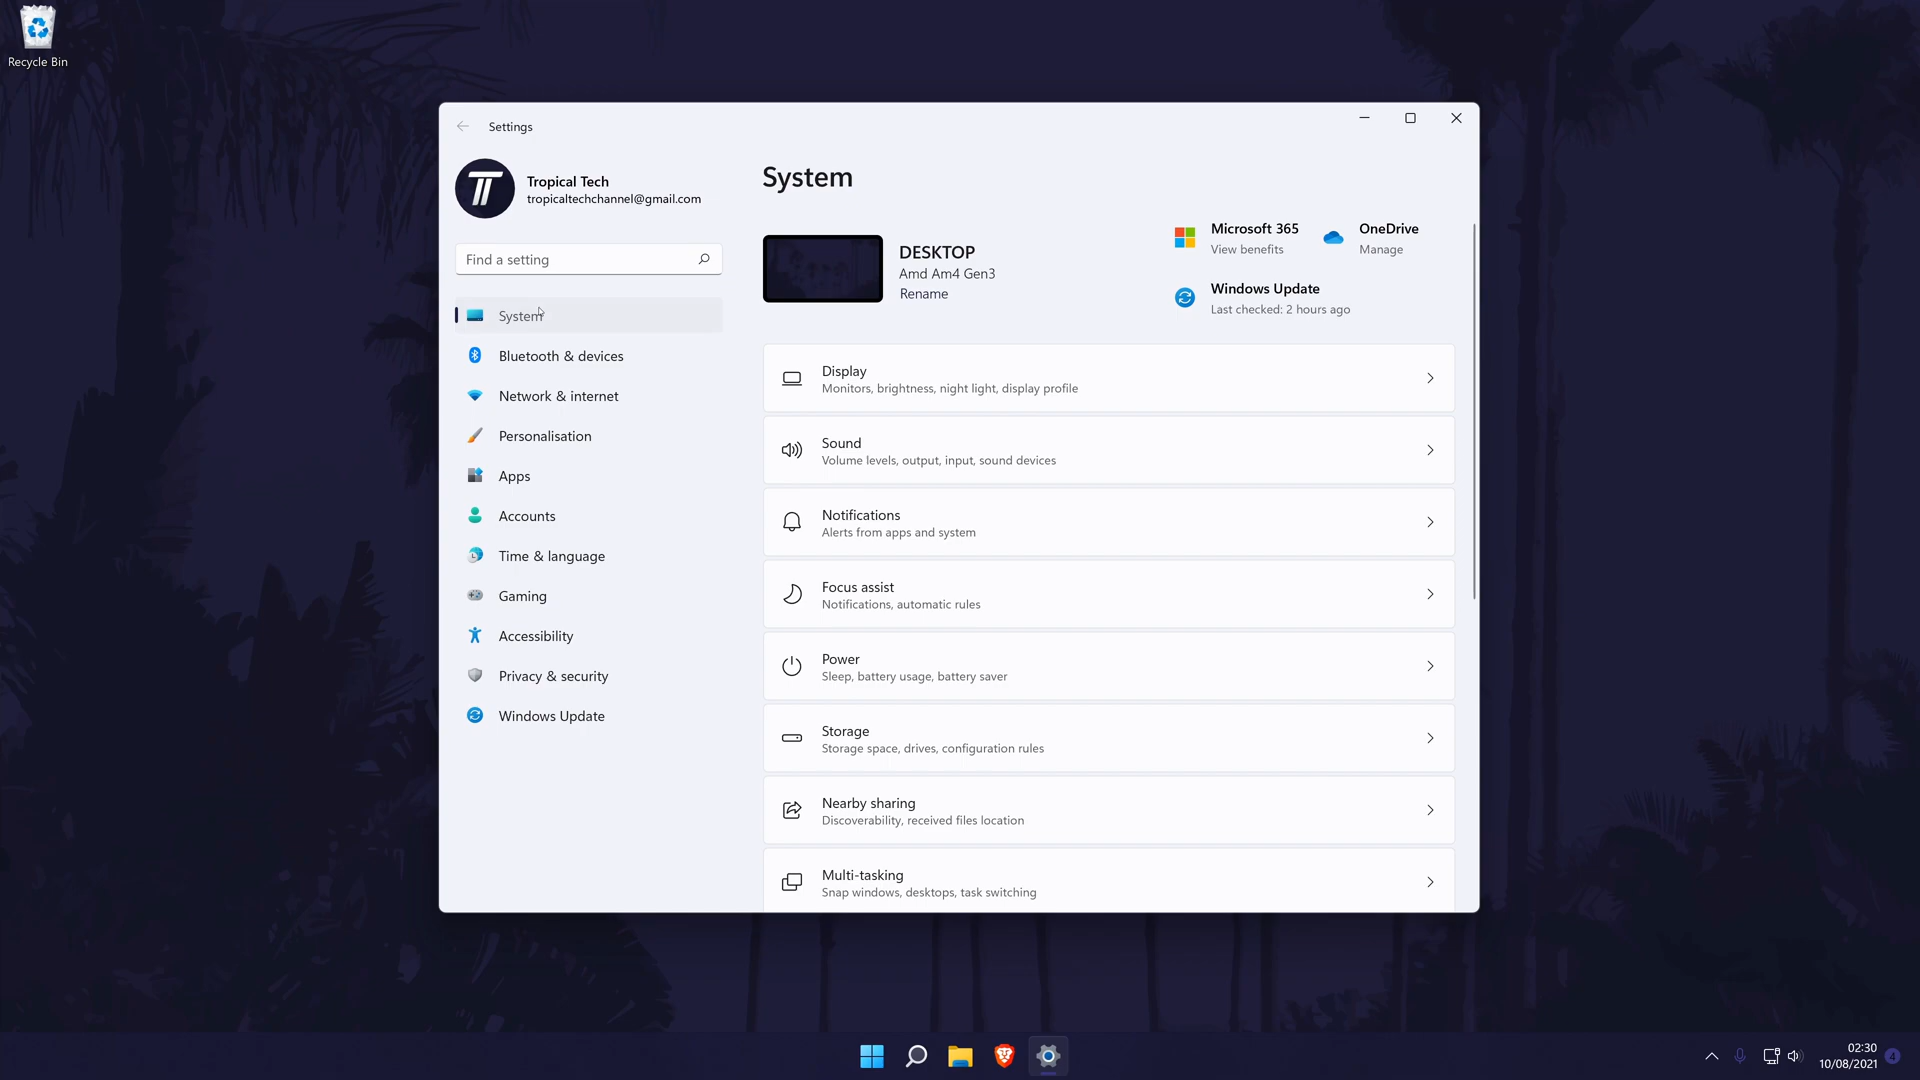 Recycle Bin
Settings
Tropical Tech
tropicaltechchannel@gmail.com
Find a setting
System
Bluetooth & devices
Network & internet
Personalisation
Apps
Accounts
Time & language
Gaming
Accessibility
Privacy & security
Windows Update
System
DESKTOP
Amd Am4 Gen3
Rename
Microsoft 365
View benefits
OneDrive
Manage
Windows Update
Last checked: 2 hours ago
Display
Monitors, brightness, night light, display profile
Sound
Volume levels, output, input, sound devices
Notifications
Alerts from apps and system
Focus assist
Notifications, automatic rules
Power
Sleep, battery usage, battery saver
Storage
Storage space, drives, configuration rules
Nearby sharing
Discoverability, received files location
Multi-tasking
Snap windows, desktops, task switching
02:30
10/08/2021
4